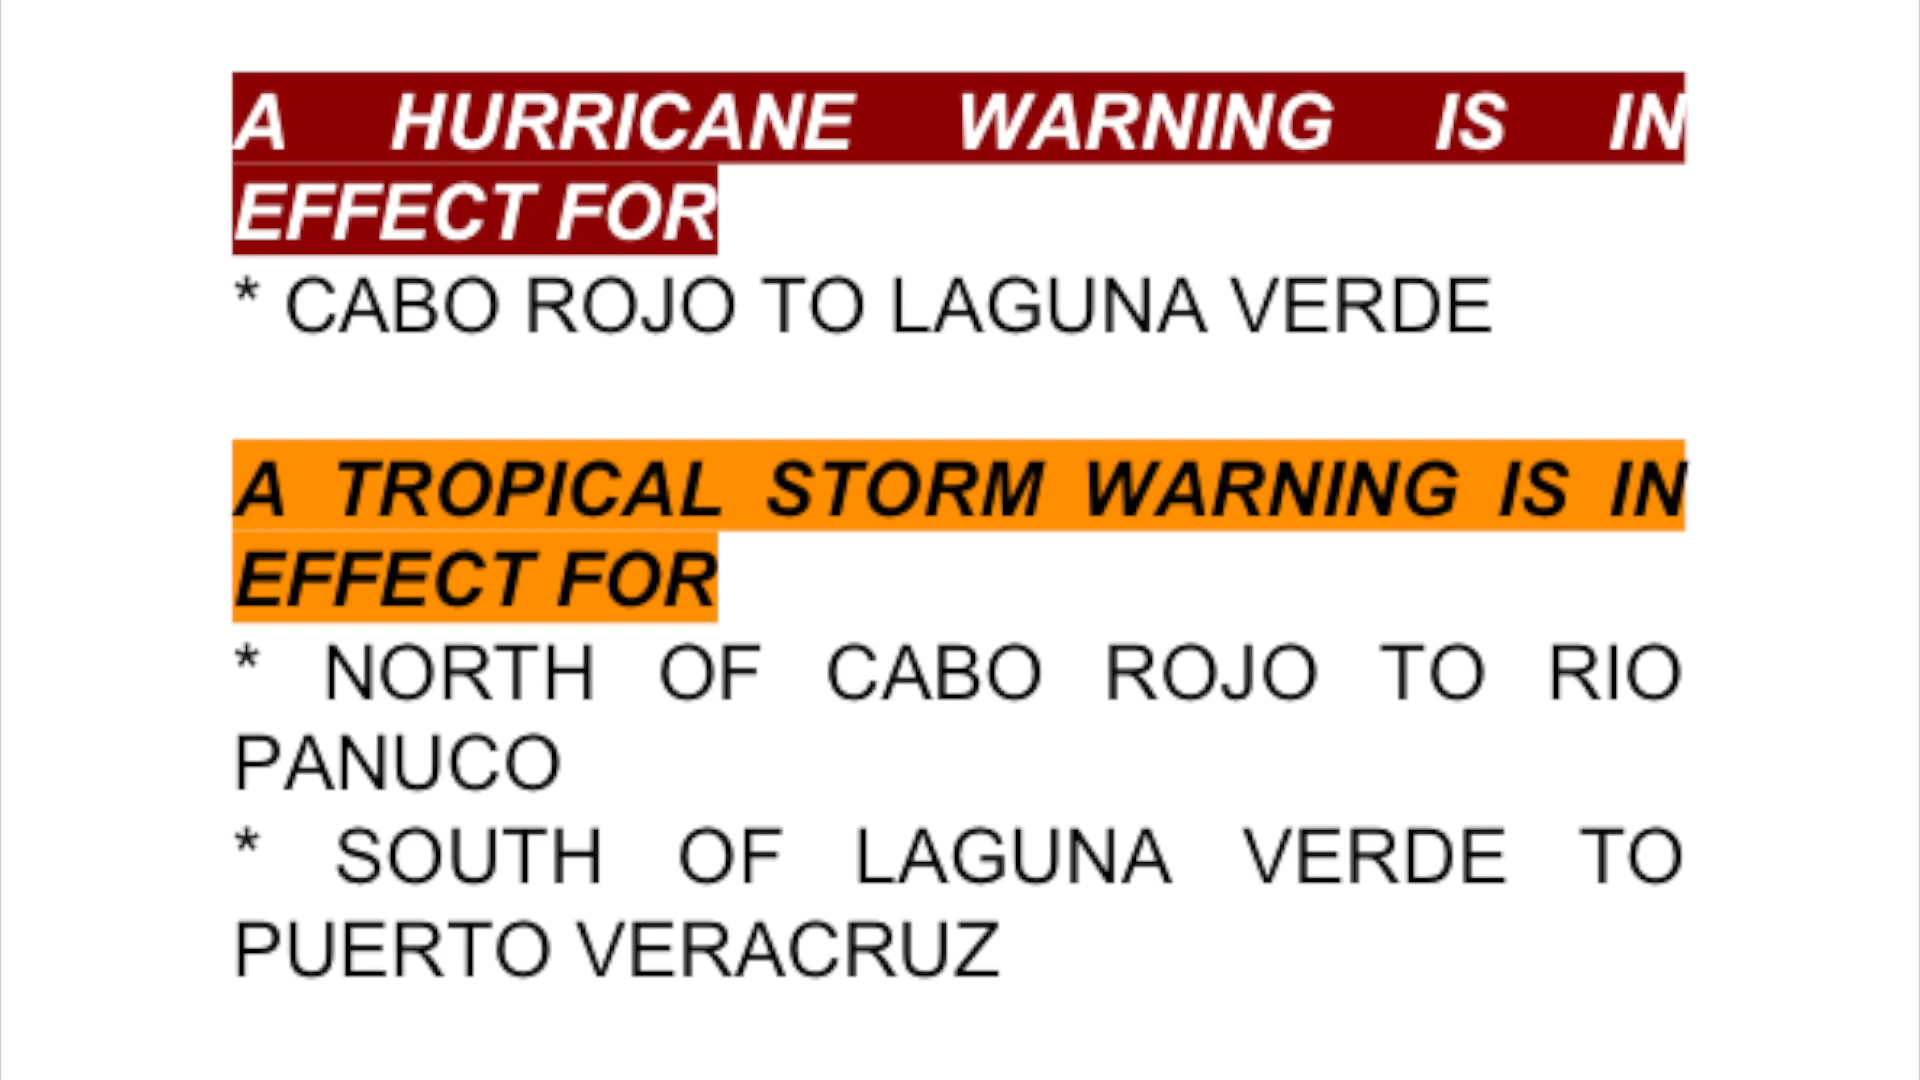 A HURRICANE WARNING IS IN
EFFECT FOR
* CABO ROJO TO LAGUNA VERDE
A TROPICAL STORM WARNING IS IN
EFFECT FOR
* NORTH OF CABO ROJO TO RIO
PANUCO
* SOUTH OF LAGUNA VERDE TO
PUERTO VERACRUZ